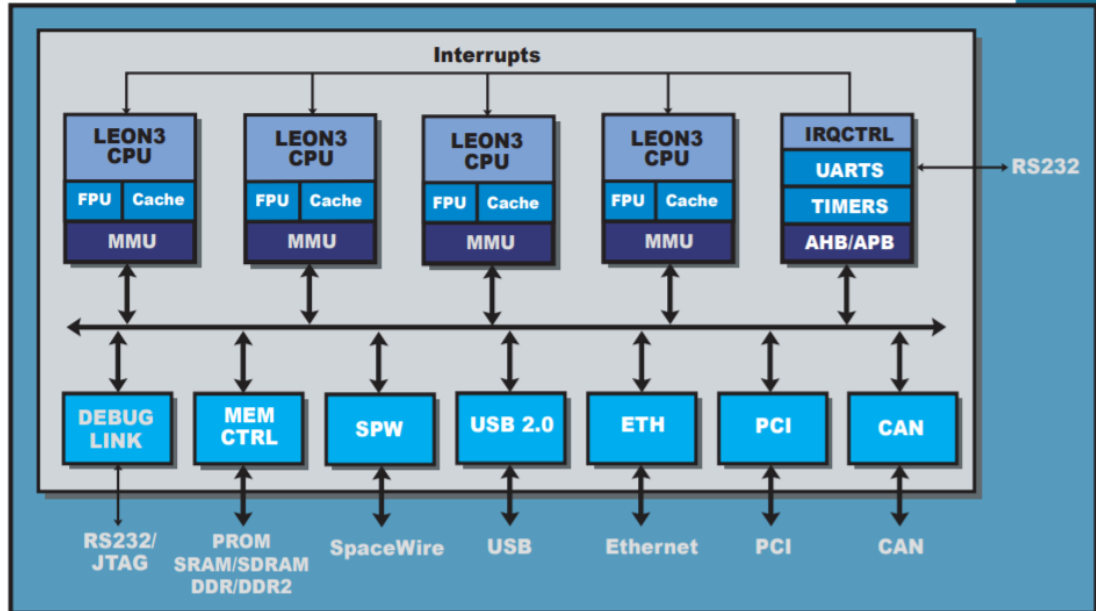 Interrupts
LEON3
CPU
FPU
Cache
MMU
LEON3
CPU
FPU
Cache
MMU
LEON3
CPU
FPU
Cache
MMU
LEON3
CPU
FPU
Cache
MMU
IRQCTRL
UARTS
TIMERS
AHB/APB
RS232
DEBUG
LINK
MEM
CTRL
SPW
USB 2.0
ETH
PCI
CAN
RS232/
JTAG
PROM
SRAM/SDRAM
DDR/DDR2
SpaceWire
USB
Ethernet
PCI
CAN